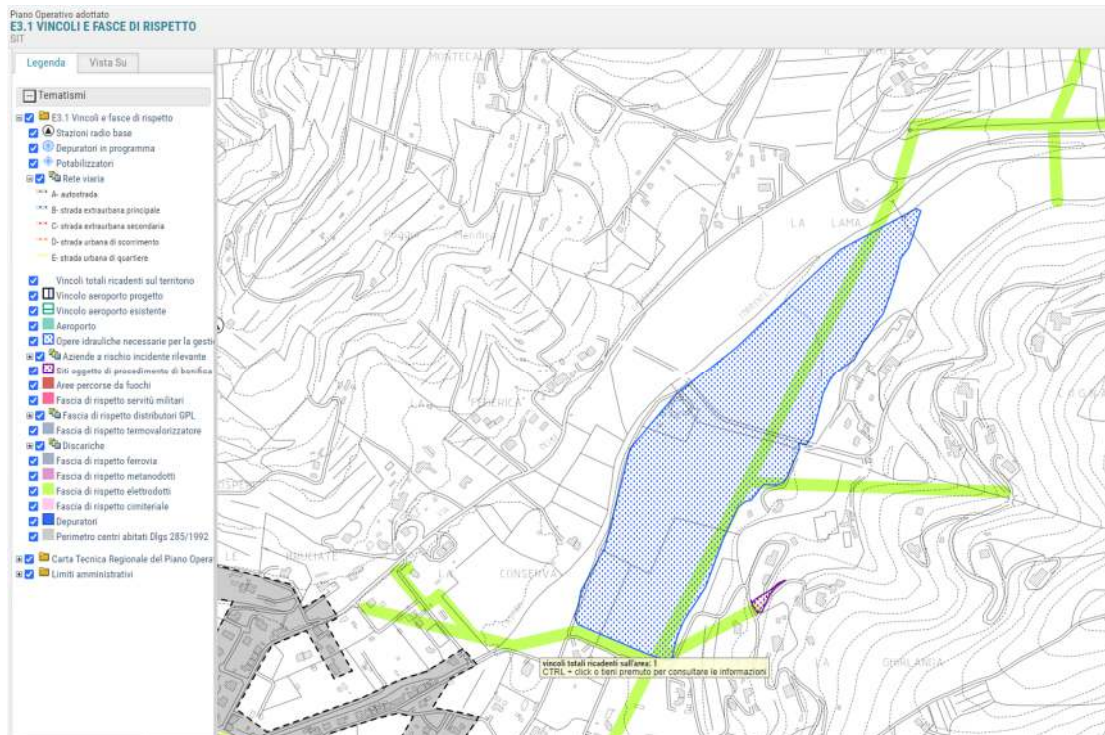 Piano Operativo adottato
E3.1 VINCOLI E FASCE DI RISPETTO
SIT
Legenda
Vista Su
Tematismi
E3.1 Vincoli e fasce di rispetto
Stazioni radio base
Depuratori in programma
Potabilizzatori
Rete viaria
A- autostrada
B- strada extraurbana principale
C- strada extraurbana secondaria
D- strada urbana di scorrimento
E- strada urbana di quartiere
Vincoli totali ricadenti sul territorio
Vincolo aeroporto progetto
Vincolo aeroporto esistente
Aeroporto
Opere idrauliche necessarie per la gesti
Aziende a rischio incidente rilevante
Siti oggetto di procedimento di bonifica
Aree percorse da fuochi
Fascia di rispetto servitù militari
Fascia di rispetto distributori GPL
Fascia di rispetto termovalorizzatore
Discariche
Fascia di rispetto ferrovia
Fascia di rispetto metanodotti
Fascia di rispetto elettrodotti
Fascia di rispetto cimiteriale
Depuratori
Perimetro centri abitati Dlgs 285/1992
Carta Tecnica Regionale del Piano Opera
Limiti amministrativi
LA LAMA
LA CONSERVA
LA GHIRLANDA
vincoli totali ricadenti sull'area: 1
CTRL + click o tieni premuto per consultare le informazioni